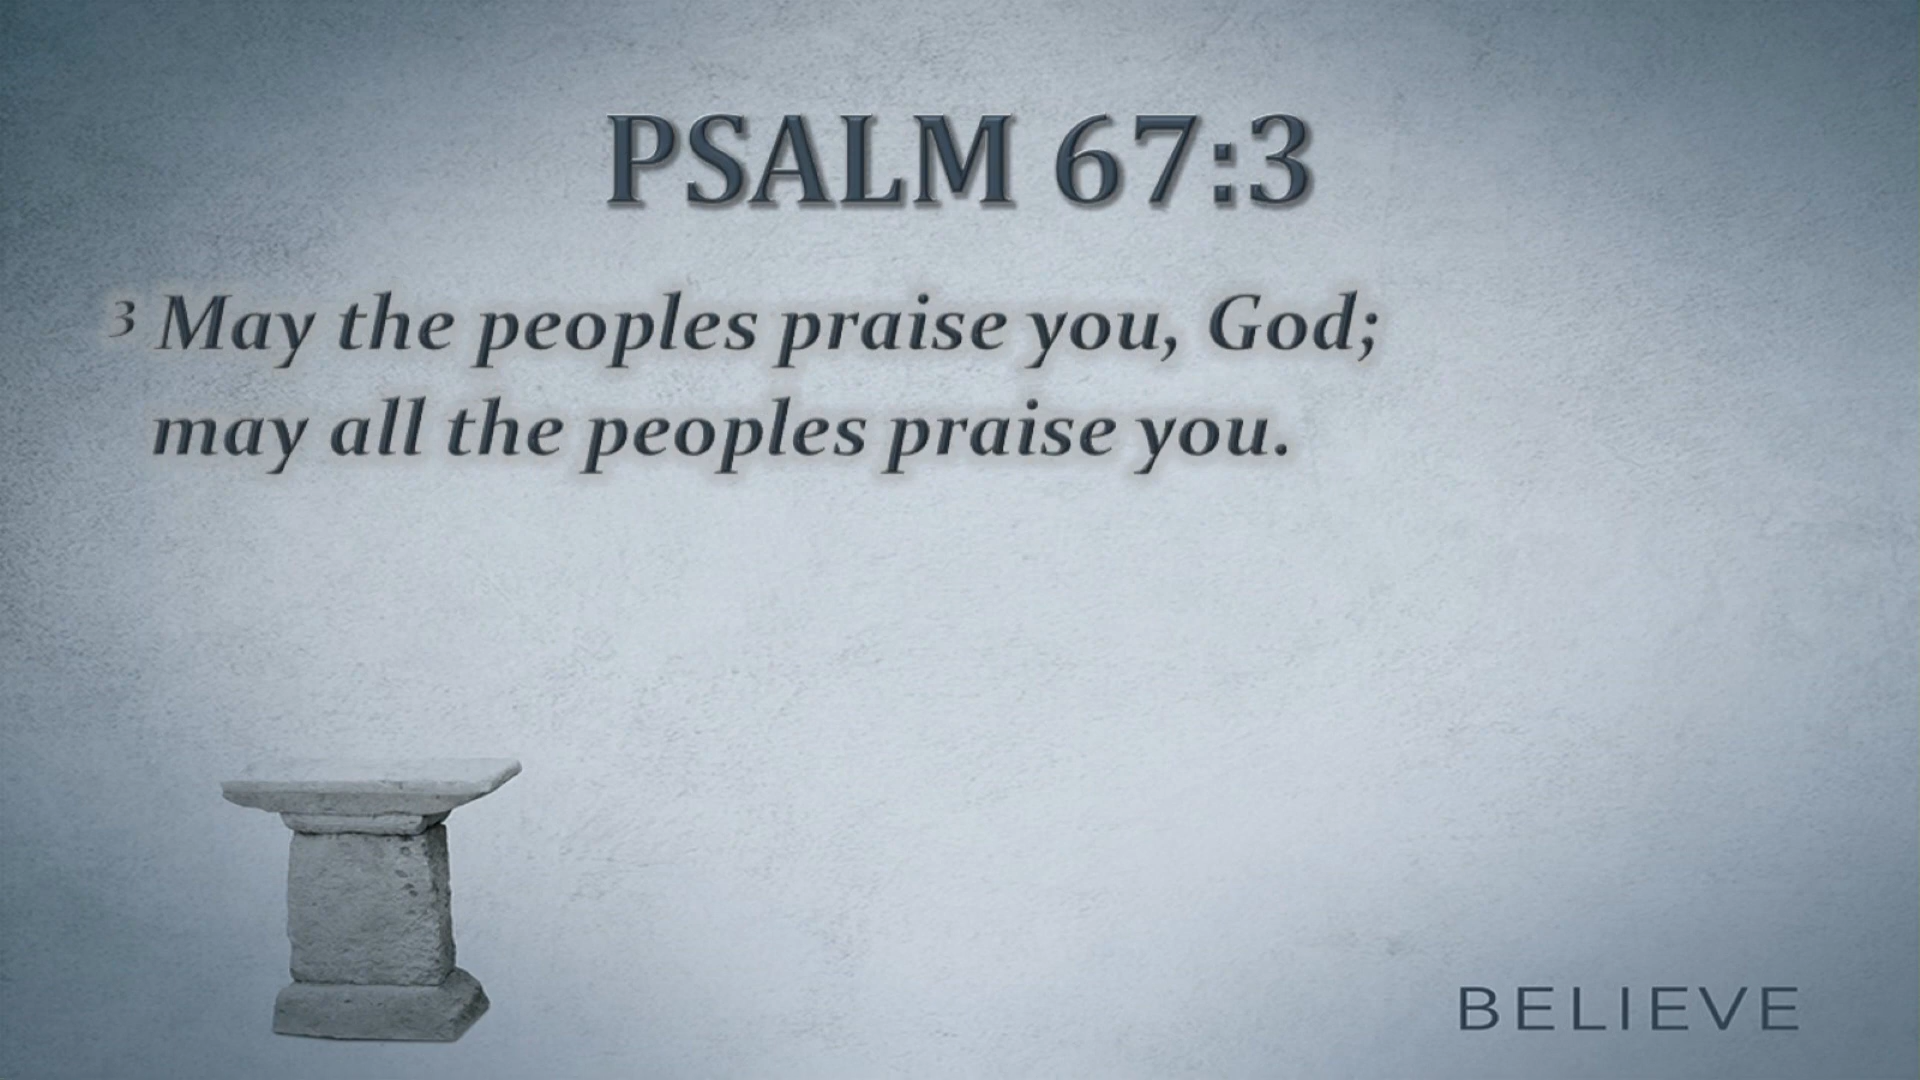 PSALM 67:3
3 May the peoples praise you, God;
may all the peoples praise you.
BELIEVE